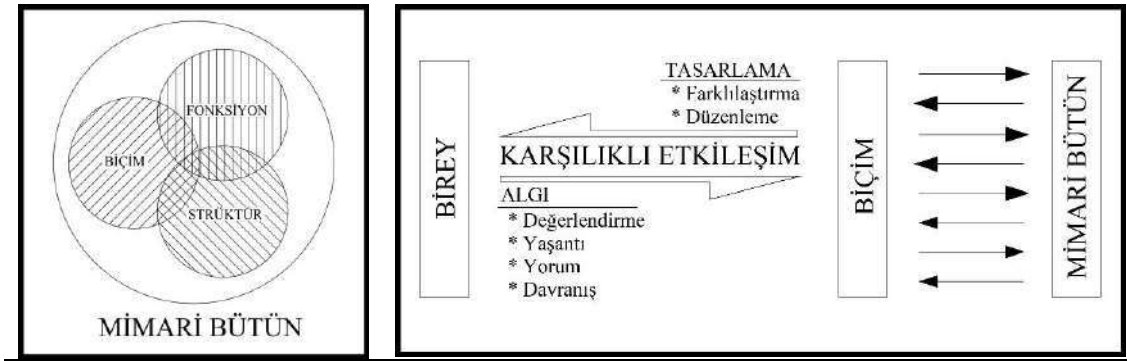 FONKSİYON
BİÇİM
STRÜKTÜR
MİMARİ BÜTÜN
BİREY
TASARLAMA
* Farklılaştırma
* Düzenleme
KARŞILIKLI ETKİLEŞİM
ALGI
* Değerlendirme
* Yaşantı
* Yorum
* Davranış
BİÇİM
MİMARİ BÜTÜN